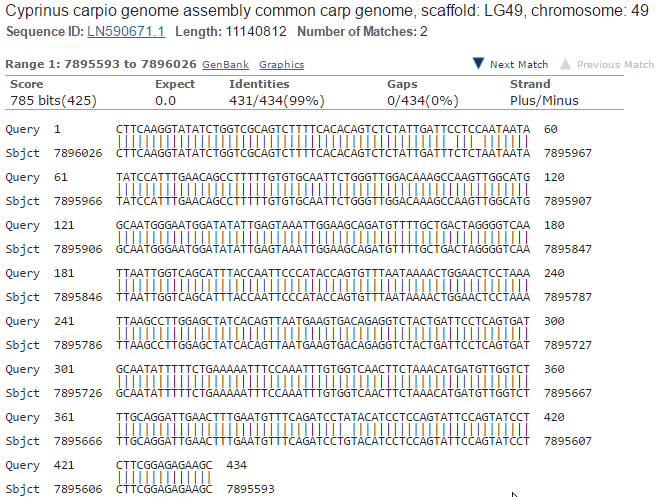 Cyprinus carpio genome assembly common carp genome, scaffold: LG49, chromosome: 49
Sequence ID: LN590671.1 Length: 11140812 Number of Matches: 2
Range 1: 7895593 to 7896026 GenBank Graphics Next Match Previous Match
Score Expect Identities Gaps Strand
785 bits(425) 0.0 431/434(99%) 0/434(0%) Plus/Minus
Query 1 CTTCAAGGTATATCTGGTCGCAGTCTTTTCACACAGTCTCTATTGATTCCTCCAATAATA 60
Sbjct 7896026 CTTCAAGGTATATCTGGTCGCAGTCTTTTCACACAGTCTCTATTGATTTCTCTAATAATA 7895967
Query 61 TATCCATTTGAACAGCCTTTTTGTGTGCAATTCTGGGTTGGACAAAGCCAAGTTGGCATG 120
Sbjct 7895966 TATCCATTTGAACAGCCTTTTTGTGTGCAATTCTGGGTTGGACAAAGCCAAGTTGGCATG 7895907
Query 121 GCAATGGGAATGGATATATTGAGTAAATTGGAAGCAGATGTTTTGCTGACTAGGGGTCAA 180
Sbjct 7895906 GCAATGGGAATGGATATATTGAGTAAATTGGAAGCAGATGTTTTGCTGACTAGGGGTCAA 7895847
Query 181 TTAATTGGTCAGCATTTACCAATTCCCATACCAGTGTTTAATAAAACTGGAACTCCTAAA 240
Sbjct 7895846 TTAATTGGTCAGCATTTACCAATTCCCATACCAGTGTTTAATAAAACTGGAACTCCTAAA 7895787
Query 241 TTAAGCCTTGGAGCTATCACAGTTAATGAAGTGACAGAGGTCTACTGATTCCTCAGTGAT 300
Sbjct 7895786 TTAAGCCTTGGAGCTATCACAGTTAATGAAGTGACAGAGGTCTACTGATTCCTCAGTGAT 7895727
Query 301 GCAATATTTTTCTGAAAAATTTCCAAATTTGTGGTCAACTTCTAAACATGATGTTGGTCT 360
Sbjct 7895726 GCAATATTTTTCTGAAAAATTTCCAAATTTGTGGTCAACTTCTAAACATGATGTTGGTCT 7895667
Query 361 TTGCAGGATTGAACTTTGAATGTTTCAGATCCTATACATCCTCCAGTATTCCAGTATCCT 420
Sbjct 7895666 TTGCAGGATTGAACTTTGAATGTTTCAGATCCTGTACATCCTCCAGTATTCCAGTATCCT 7895607
Query 421 CTTCGGAGAGAAGC 434
Sbjct 7895606 CTTCGGAGAGAAGC 7895593